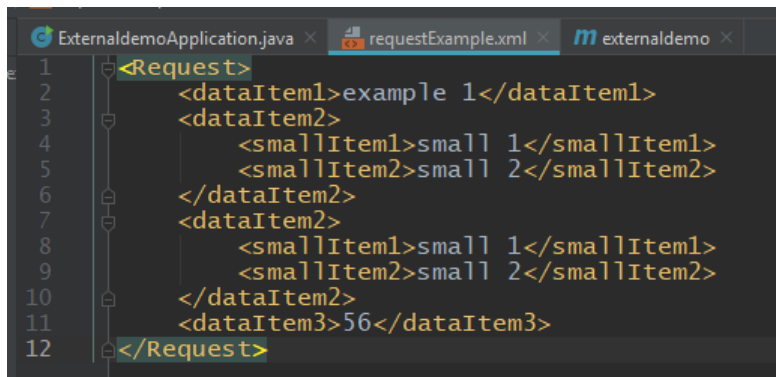 ExternaldemoApplication.java × requestExample.xml × m externaldemo ×
1 <Request>
2 <dataItem1>example 1</dataItem1>
3 <dataItem2>
4 <smallItem1>small 1</smallItem1>
5 <smallItem2>small 2</smallItem2>
6 </dataItem2>
7 <dataItem2>
8 <smallItem1>small 1</smallItem1>
9 <smallItem2>small 2</smallItem2>
10 </dataItem2>
11 <dataItem3>56</dataItem3>
12 </Request>